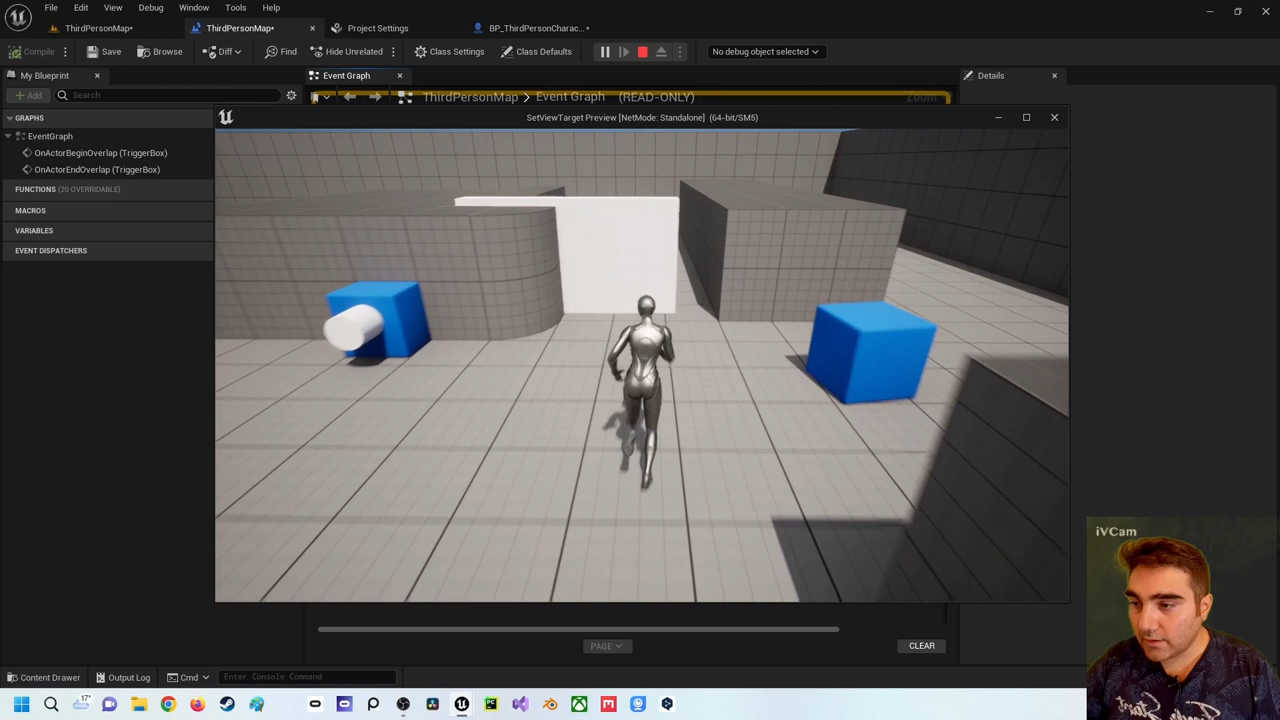 File Edit View Debug Window Tools Help
ThirdPersonMap* ThirdPersonMap* Project Settings BP_ThirdPersonCharac...*
Compile Save Browse Diff Find Hide Unrelated Class Settings Class Defaults No debug object selected
My Blueprint Event Graph Details
Add Search
ThirdPersonMap > Event Graph (READ-ONLY) Zoom
GRAPHS
SetViewTarget Preview [NetMode: Standalone] (64-bit/SM5)
EventGraph
OnActorBeginOverlap (TriggerBox)
OnActorEndOverlap (TriggerBox)
FUNCTIONS (20 OVERRIDABLE)
MACROS
VARIABLES
EVENT DISPATCHERS
iVCam
PAGE CLEAR
Content Drawer Output Log Cmd Enter Console Command
17°